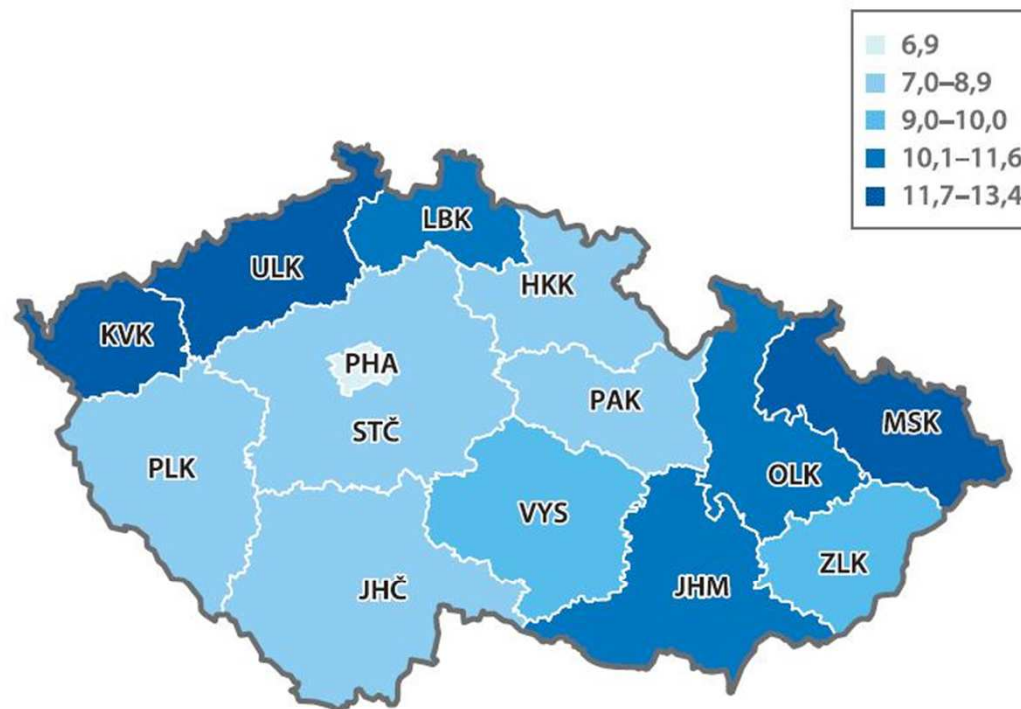 6,9
7,0–8,9
9,0–10,0
10,1–11,6
11,7–13,4
LBK
ULK
HKK
KVK
PHA
PAK
STČ
MSK
PLK
OLK
VYS
ZLK
JHČ
JHM